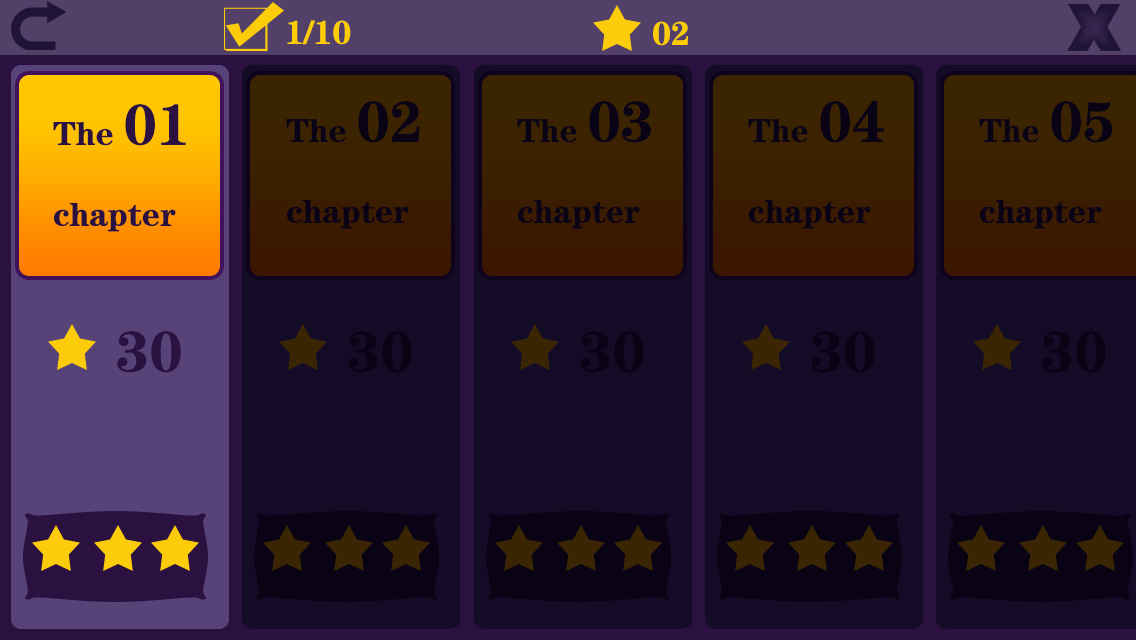 1/10
02
The 01
chapter
30
The 02
chapter
30
The 03
chapter
30
The 04
chapter
30
The 05
chapter
30